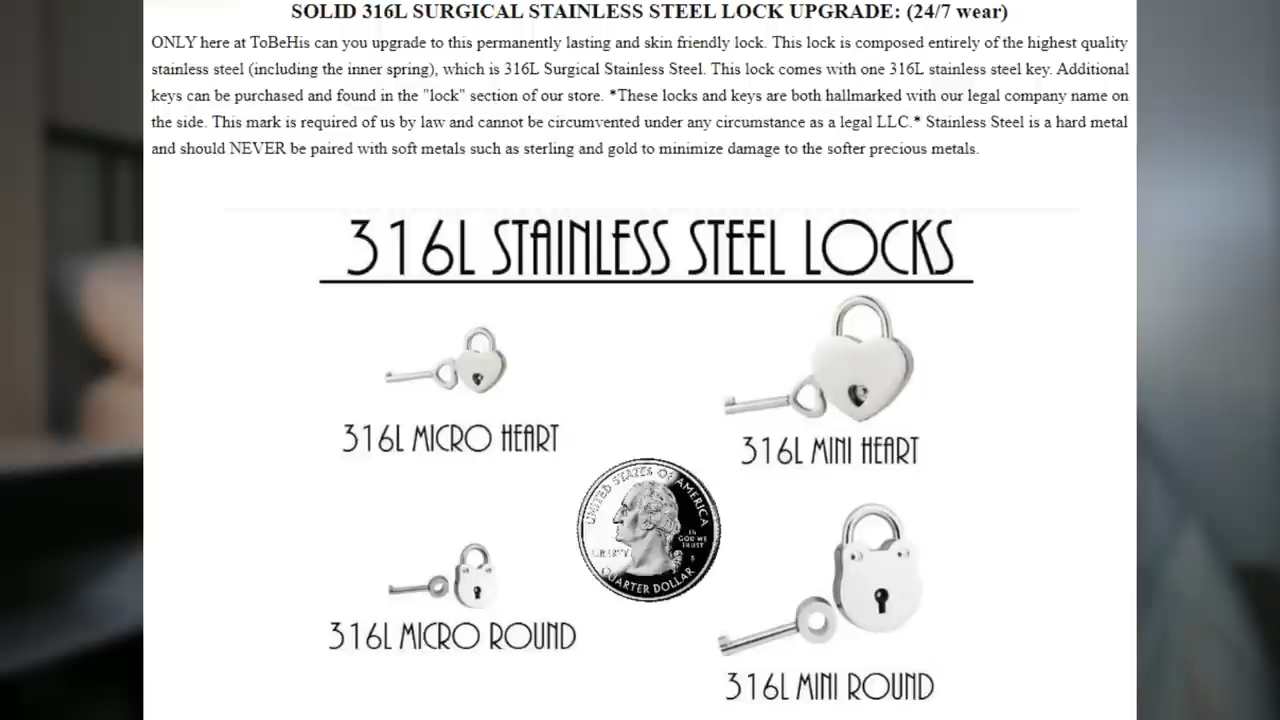 SOLID 316L SURGICAL STAINLESS STEEL LOCK UPGRADE: (24/7 wear)
ONLY here at ToBeHis can you upgrade to this permanently lasting and skin friendly lock. This lock is composed entirely of the highest quality
stainless steel (including the inner spring), which is 316L Surgical Stainless Steel. This lock comes with one 316L stainless steel key. Additional
keys can be purchased and found in the "lock" section of our store. *These locks and keys are both hallmarked with our legal company name on
the side. This mark is required of us by law and cannot be circumvented under any circumstance as a legal LLC.* Stainless Steel is a hard metal
and should NEVER be paired with soft metals such as sterling and gold to minimize damage to the softer precious metals.
316L STAINLESS STEEL LOCKS
316L MICRO HEART
316L MINI HEART
UNITED STATES OF AMERICA
LIBERTY
IN
GOD WE
TRUST
S
QUARTER DOLLAR
316L MICRO ROUND
316L MINI ROUND